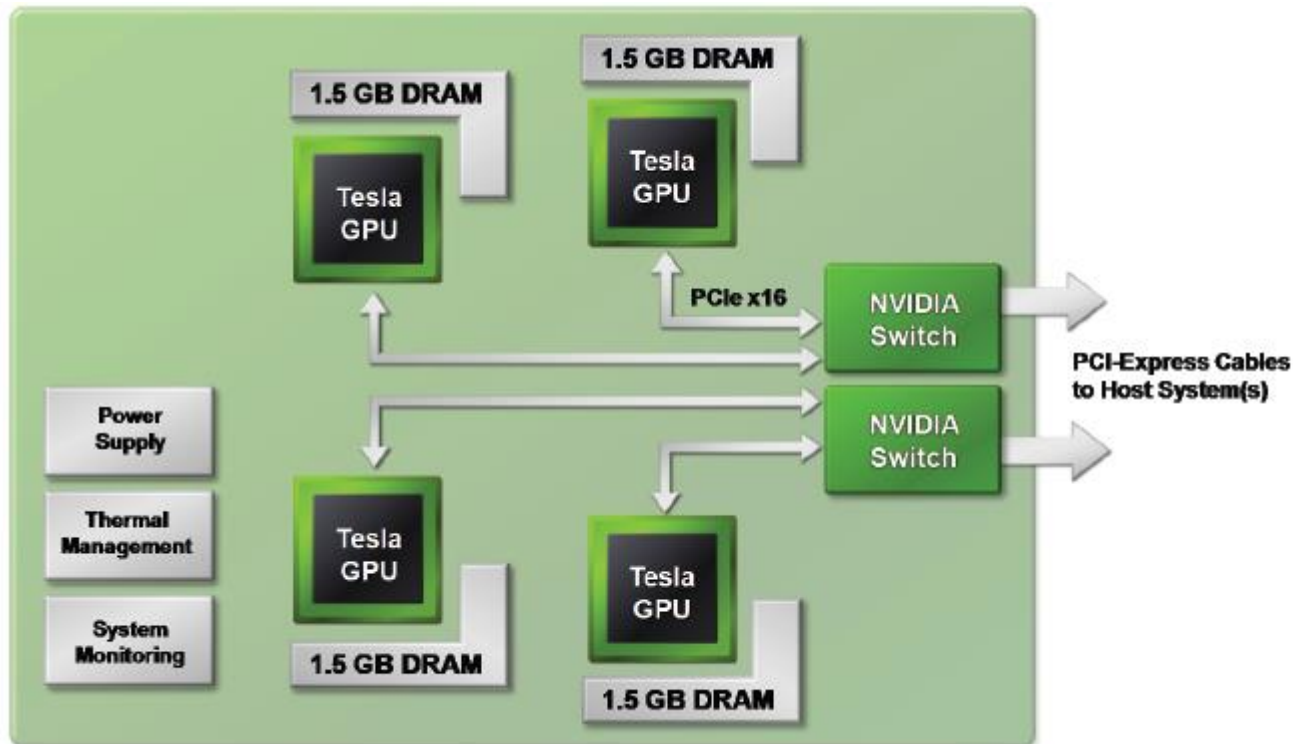 1.5 GB DRAM
1.5 GB DRAM
Tesla
GPU
Tesla
GPU
PCIe x16
NVIDIA
Switch
PCI-Express Cables
to Host System(s)
NVIDIA
Switch
Power
Supply
Thermal
Management
System
Monitoring
Tesla
GPU
Tesla
GPU
1.5 GB DRAM
1.5 GB DRAM